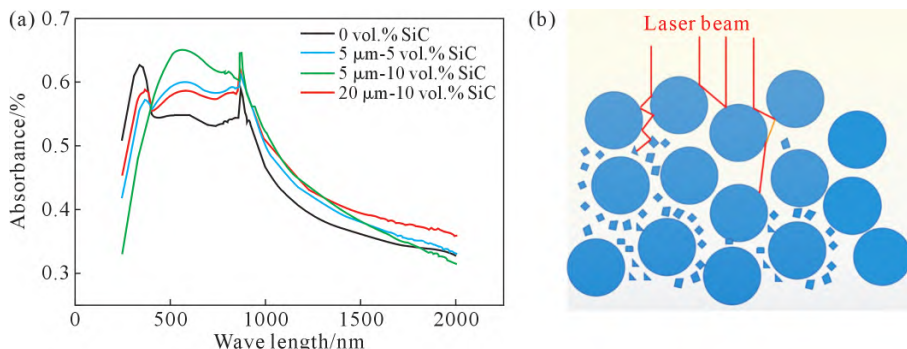 (a)
0.7
0.6
0.5
0.4
0.3
Absorbance/%
0 vol.% SiC
5 μm-5 vol.% SiC
5 μm-10 vol.% SiC
20 μm-10 vol.% SiC
0 500 1000 1500 2000
Wave length/nm
(b)
Laser beam